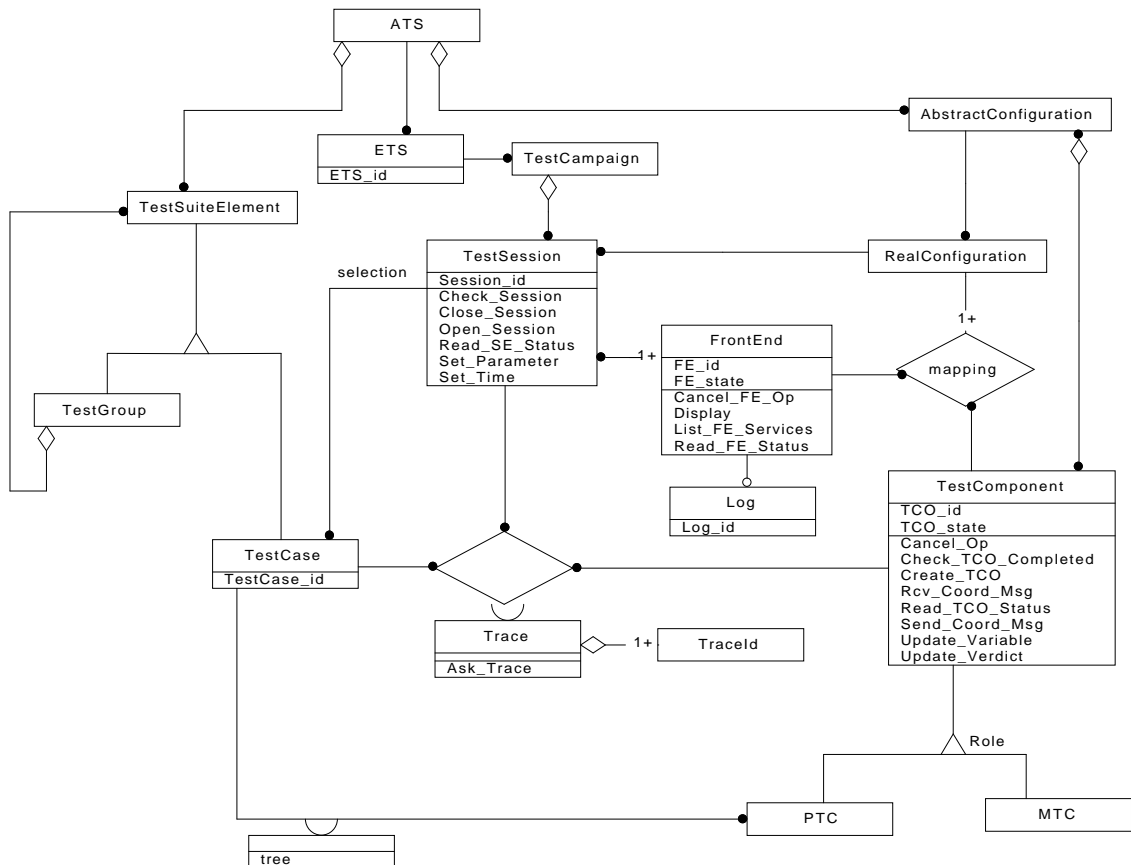 ATS
AbstractConfiguration
ETS
ETS_id
TestCampaign
TestSuiteElement
TestSession
Session_id
Check_Session
Close_Session
Open_Session
Read_SE_Status
Set_Parameter
Set_Time
RealConfiguration
selection
1+
1+
FrontEnd
FE_id
FE_state
Cancel_FE_Op
Display
List_FE_Services
Read_FE_Status
mapping
TestGroup
Log
Log_id
TestComponent
TCO_id
TCO_state
Cancel_Op
Check_TCO_Completed
Create_TCO
Rcv_Coord_Msg
Read_TCO_Status
Send_Coord_Msg
Update_Variable
Update_Verdict
TestCase
TestCase_id
Trace
Ask_Trace
1+
TraceId
Role
PTC
MTC
tree